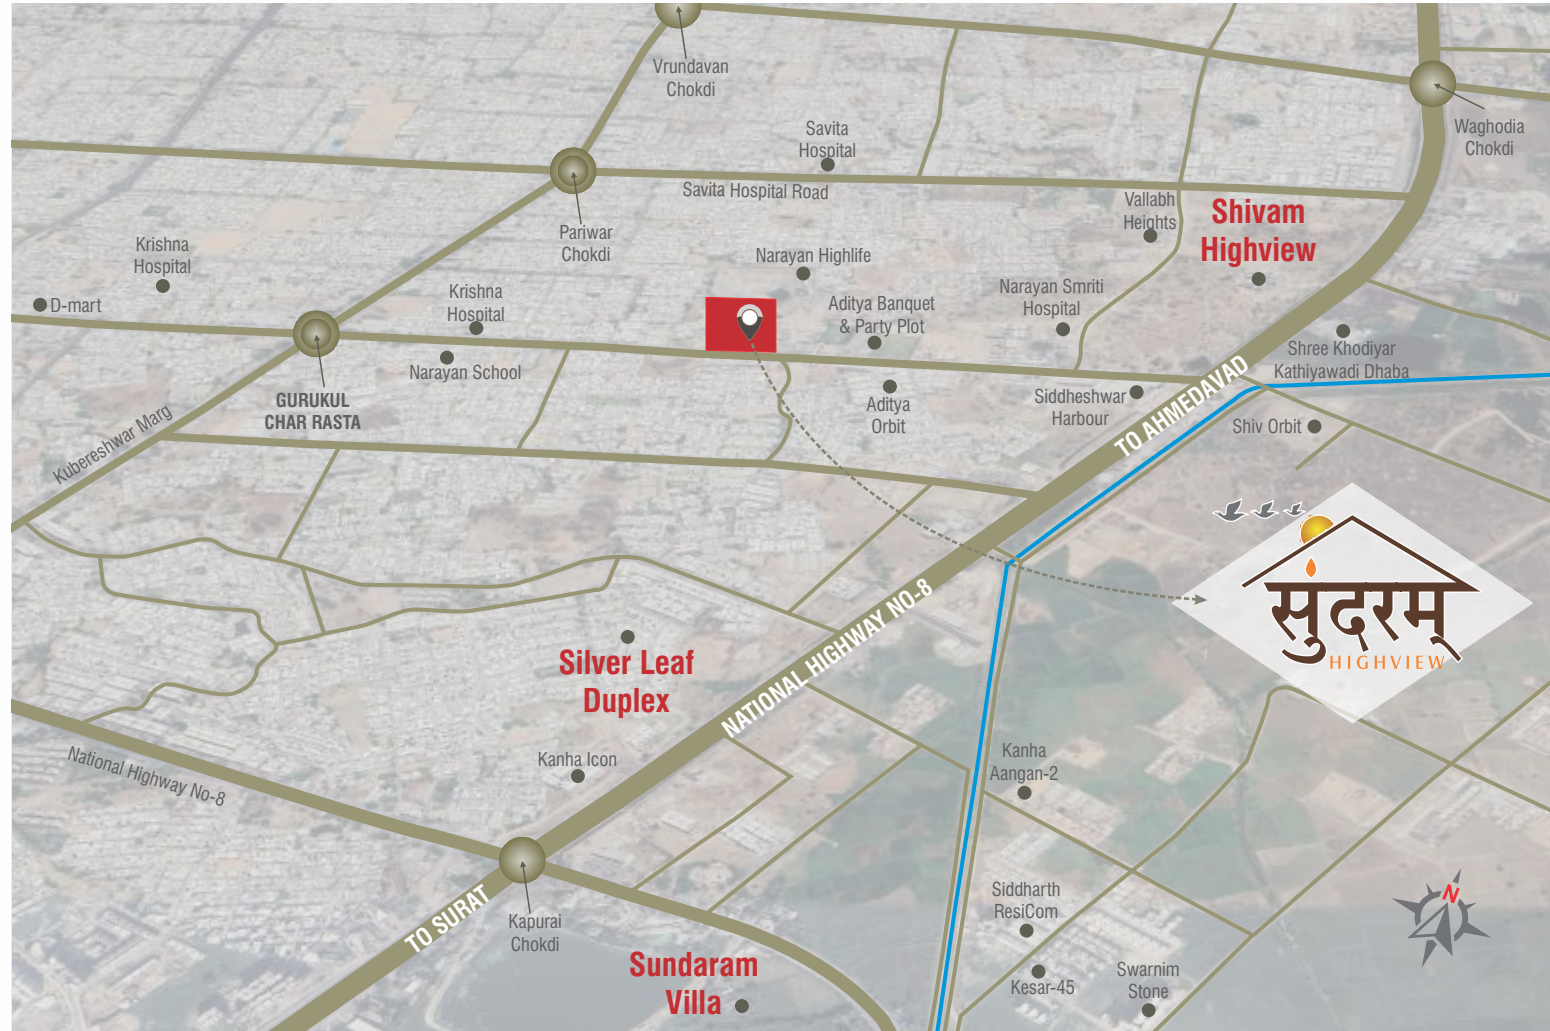 Vrundavan
Chokdi
Waghodia
Chokdi
Savita
Hospital
Savita Hospital Road
Vallabh
Heights
Shivam
Highview
Pariwar
Chokdi
Krishna
Hospital
Narayan Highlife
D-mart
Krishna
Hospital
Aditya Banquet
& Party Plot
Narayan Smriti
Hospital
Shree Khodiyar
Kathiyawadi Dhaba
Narayan School
GURUKUL
CHAR RASTA
Aditya
Orbit
Siddheshwar
Harbour
TO AHMEDAVAD
Shiv Orbit
Kubereshwar Marg
सुंदरम्
HIGHVIEW
NATIONAL HIGHWAY NO-8
Silver Leaf
Duplex
Kanha Icon
National Highway No-8
Kanha
Aangan-2
TO SURAT
Kapurai
Chokdi
Siddharth
ResiCom
N
Sundaram
Villa
Kesar-45
Swarnim
Stone